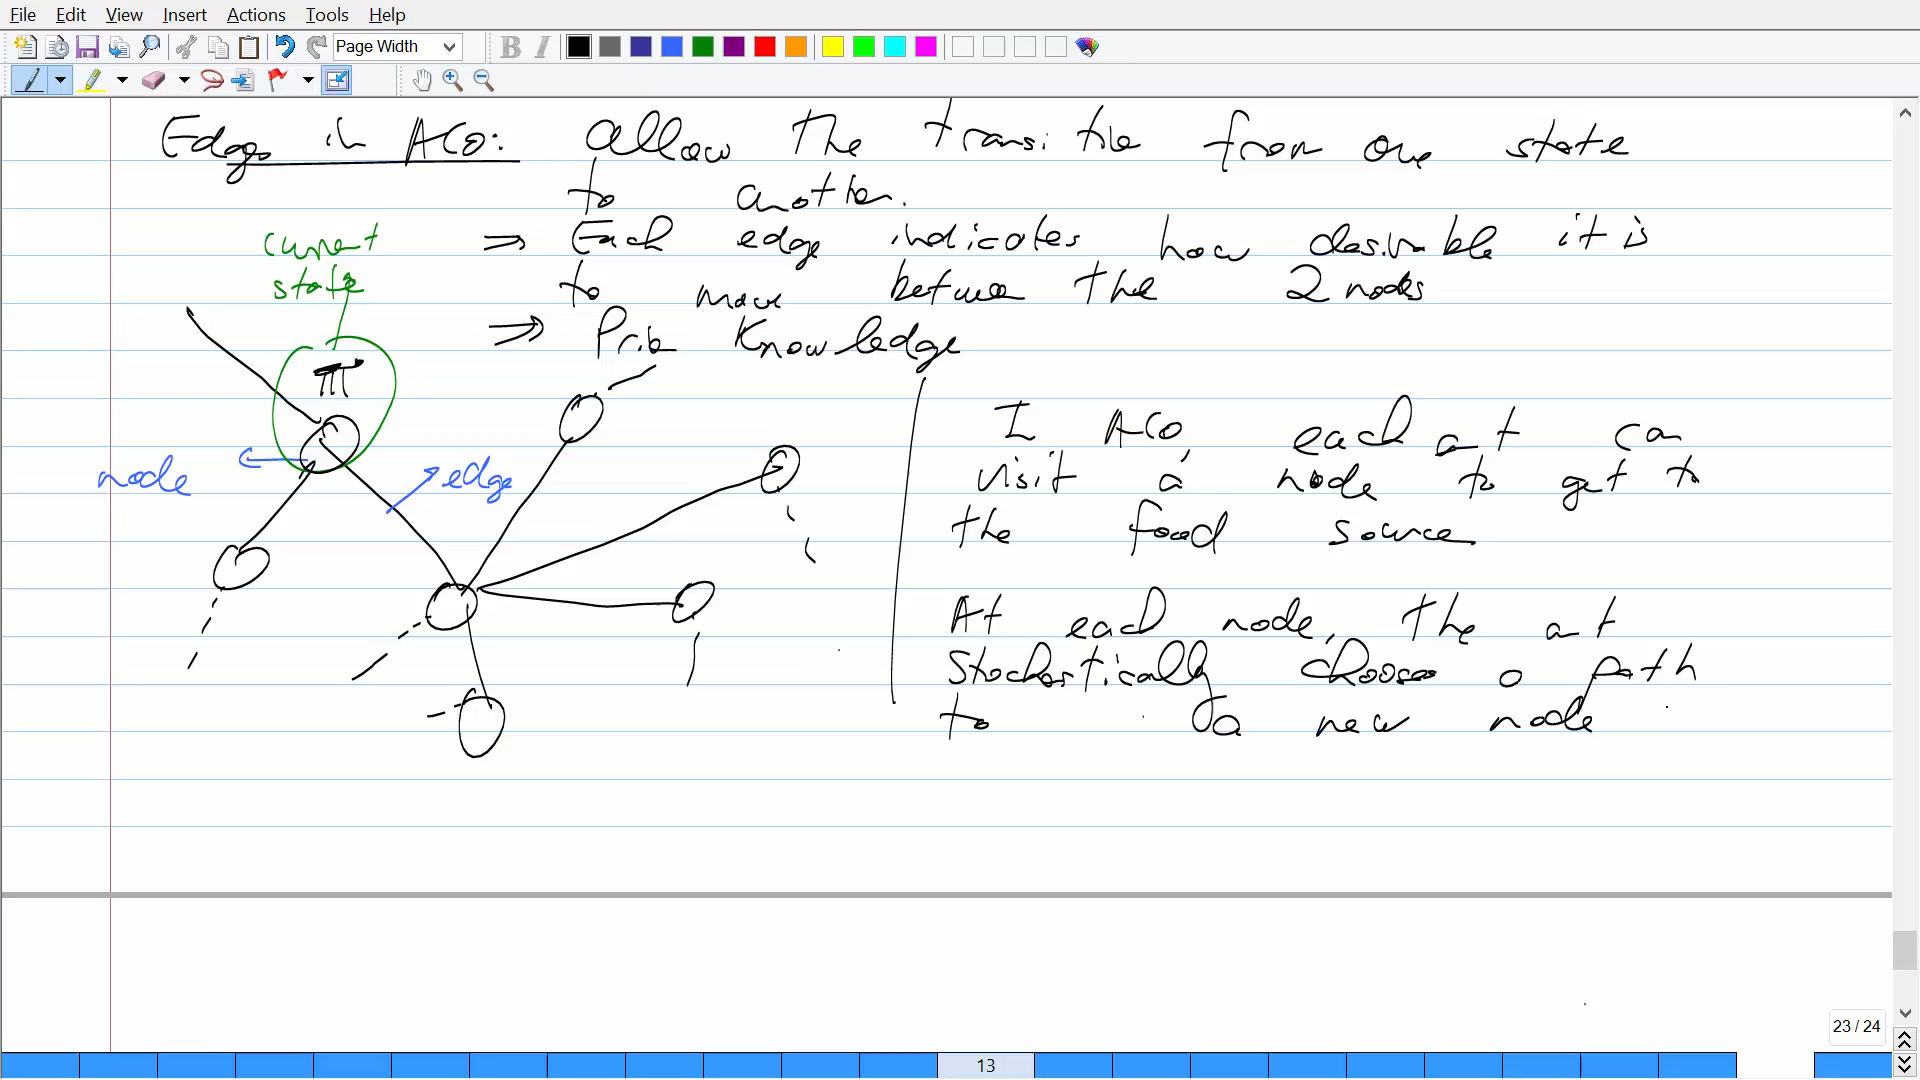 File Edit View Insert Actions Tools Help
Page Width
Edge in ACO: allow the transition from one state
to another.
⇒ Each edge indicates how desirable it is
to move between the 2 nodes
⇒ Prior Knowledge
current
state
node
edge
I ACO, each ant can
visit a node to get to
the food source
At each node, the ant
stochastically chooses a path
to a new node
23 / 24
13